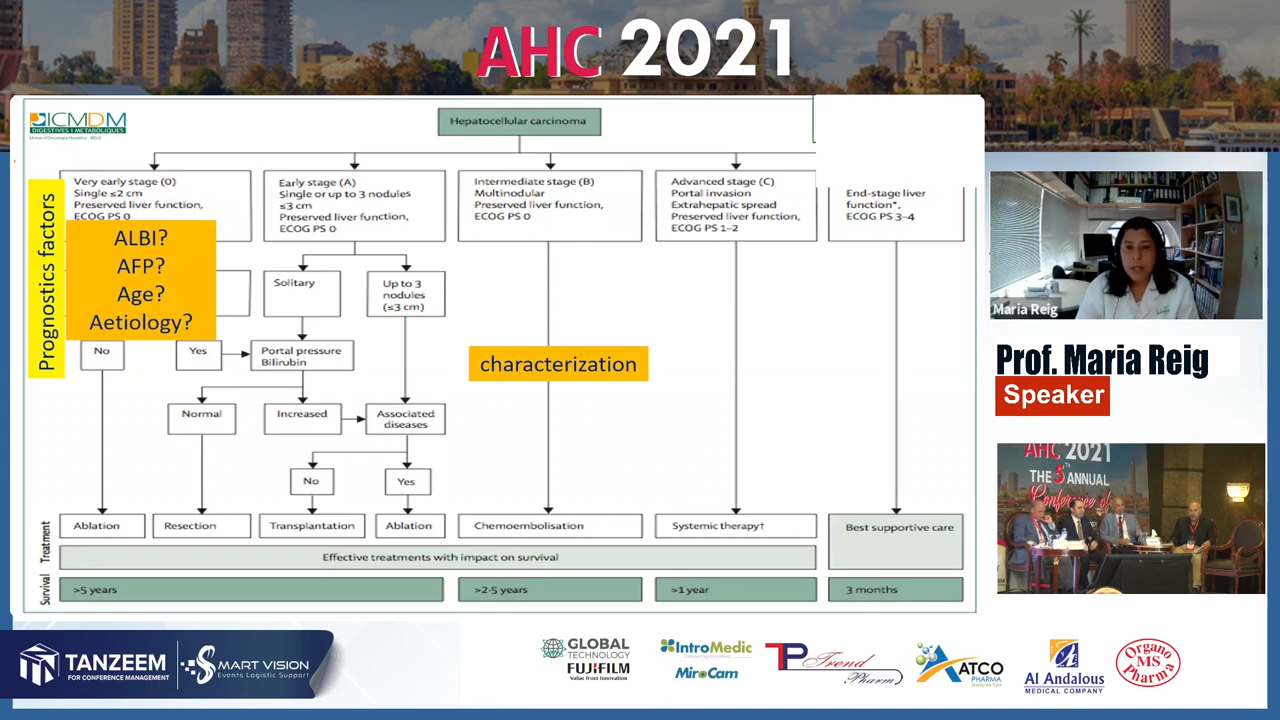 AHC 2021
ICMDM
DIGESTIVES I METABÒLIQUES
Hepatocellular carcinoma
Prognostics factors
Very early stage (0)
Single ≤2 cm
Preserved liver function,
ECOG PS 0
Early stage (A)
Single or up to 3 nodules
≤3 cm
Preserved liver function,
ECOG PS 0
Intermediate stage (B)
Multinodular
Preserved liver function,
ECOG PS 0
Advanced stage (C)
Portal invasion
Extrahepatic spread
Preserved liver function,
ECOG PS 1–2
End-stage liver
function*,
ECOG PS 3–4
ALBI?
AFP?
Age?
Aetiology?
Solitary
Up to 3
nodules
(≤3 cm)
No
Yes
Portal pressure
Bilirubin
characterization
Normal
Increased
Associated
diseases
No
Yes
Treatment
Ablation
Resection
Transplantation
Ablation
Chemoembolisation
Systemic therapy†
Best supportive care
Effective treatments with impact on survival
Survival
>5 years
>2·5 years
>1 year
3 months
Maria Reig
Prof. Maria Reig
Speaker
AHC 2021
THE 5th ANNUAL
Conference of
TANZEEM
FOR CONFERENCE MANAGEMENT
SMART VISION
Events Logistic Support
GLOBAL
TECHNOLOGY
FUJIFILM
Value from Innovation
IntroMedic
MiroCam
TP Trend
Pharm
ATCO
PHARMA
Al Andalous
MEDICAL COMPANY
Organo
MS
Pharma